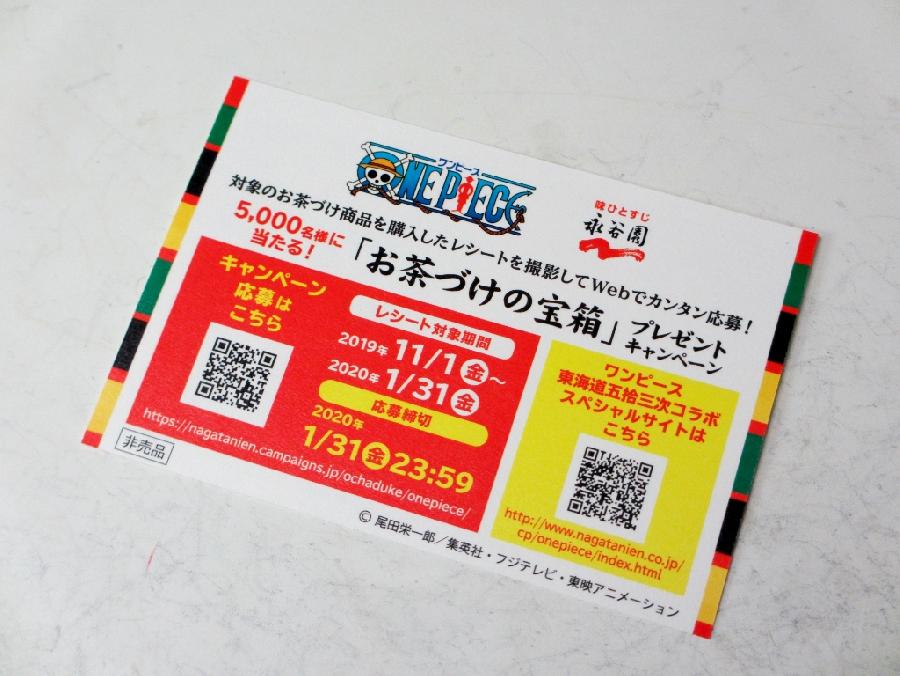 ワンピース
ONE PIECE
味ひとすじ
永谷園
対象のお茶づけ商品を購入したレシートを撮影してWebでカンタン応募!
5,000名様に
当たる!
「お茶づけの宝箱」プレゼント
キャンペーン
キャンペーン
応募は
こちら
https://nagatanien.campaigns.jp/ochaduke/onepiece/
レシート対象期間
2019年 11/1金〜
2020年 1/31金
応募締切
2020年
1/31金23:59
ワンピース
東海道五拾三次コラボ
スペシャルサイトは
こちら
http://www.nagatanien.co.jp/
cp/onepiece/index.html
非売品
© 尾田栄一郎/集英社・フジテレビ・東映アニメーション